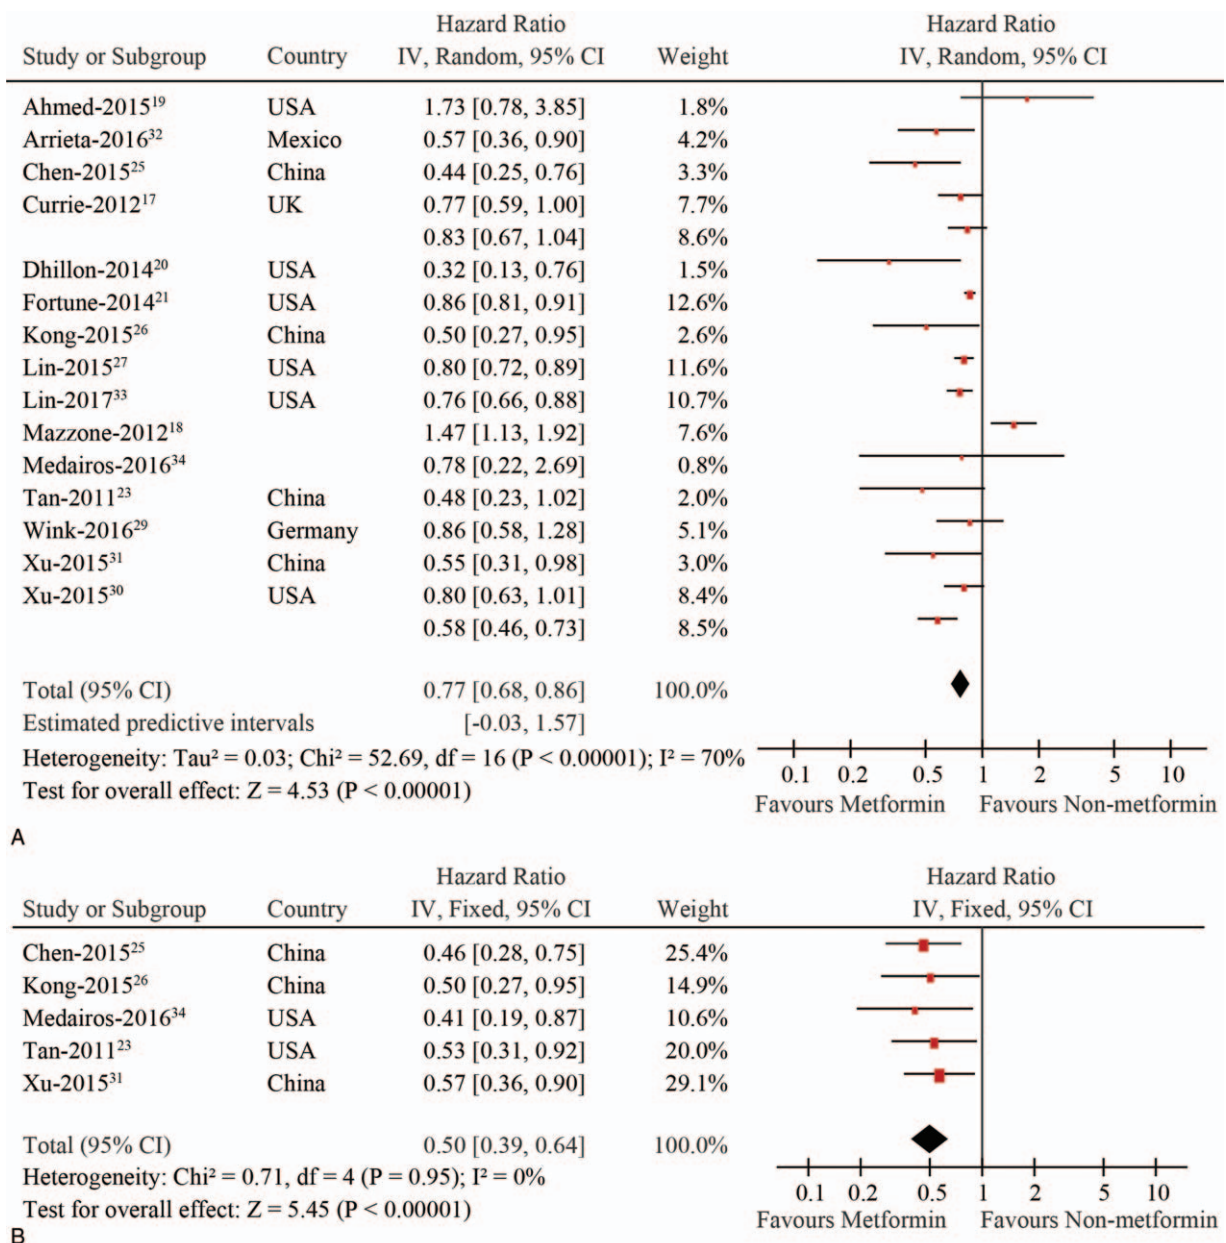 Hazard Ratio Hazard Ratio
Study or Subgroup Country IV, Random, 95% CI Weight IV, Random, 95% CI
Ahmed-2015¹⁹ USA 1.73 [0.78, 3.85] 1.8%
Arrieta-2016³² Mexico 0.57 [0.36, 0.90] 4.2%
Chen-2015²⁵ China 0.44 [0.25, 0.76] 3.3%
Currie-2012¹⁷ UK 0.77 [0.59, 1.00] 7.7%
0.83 [0.67, 1.04] 8.6%
Dhillon-2014²⁰ USA 0.32 [0.13, 0.76] 1.5%
Fortune-2014²¹ USA 0.86 [0.81, 0.91] 12.6%
Kong-2015²⁶ China 0.50 [0.27, 0.95] 2.6%
Lin-2015²⁷ USA 0.80 [0.72, 0.89] 11.6%
Lin-2017³³ USA 0.76 [0.66, 0.88] 10.7%
Mazzone-2012¹⁸ 1.47 [1.13, 1.92] 7.6%
Medairos-2016³⁴ 0.78 [0.22, 2.69] 0.8%
Tan-2011²³ China 0.48 [0.23, 1.02] 2.0%
Wink-2016²⁹ Germany 0.86 [0.58, 1.28] 5.1%
Xu-2015³¹ China 0.55 [0.31, 0.98] 3.0%
Xu-2015³⁰ USA 0.80 [0.63, 1.01] 8.4%
0.58 [0.46, 0.73] 8.5%
Total (95% CI) 0.77 [0.68, 0.86] 100.0%
Estimated predictive intervals [-0.03, 1.57]
Heterogeneity: Tau² = 0.03; Chi² = 52.69, df = 16 (P < 0.00001); I² = 70%
0.1 0.2 0.5 1 2 5 10
Test for overall effect: Z = 4.53 (P < 0.00001)
Favours Metformin Favours Non-metformin
A
Hazard Ratio Hazard Ratio
Study or Subgroup Country IV, Fixed, 95% CI Weight IV, Fixed, 95% CI
Chen-2015²⁵ China 0.46 [0.28, 0.75] 25.4%
Kong-2015²⁶ China 0.50 [0.27, 0.95] 14.9%
Medairos-2016³⁴ USA 0.41 [0.19, 0.87] 10.6%
Tan-2011²³ USA 0.53 [0.31, 0.92] 20.0%
Xu-2015³¹ China 0.57 [0.36, 0.90] 29.1%
Total (95% CI) 0.50 [0.39, 0.64] 100.0%
Heterogeneity: Chi² = 0.71, df = 4 (P = 0.95); I² = 0%
0.1 0.2 0.5 1 2 5 10
Test for overall effect: Z = 5.45 (P < 0.00001)
Favours Metformin Favours Non-metformin
B